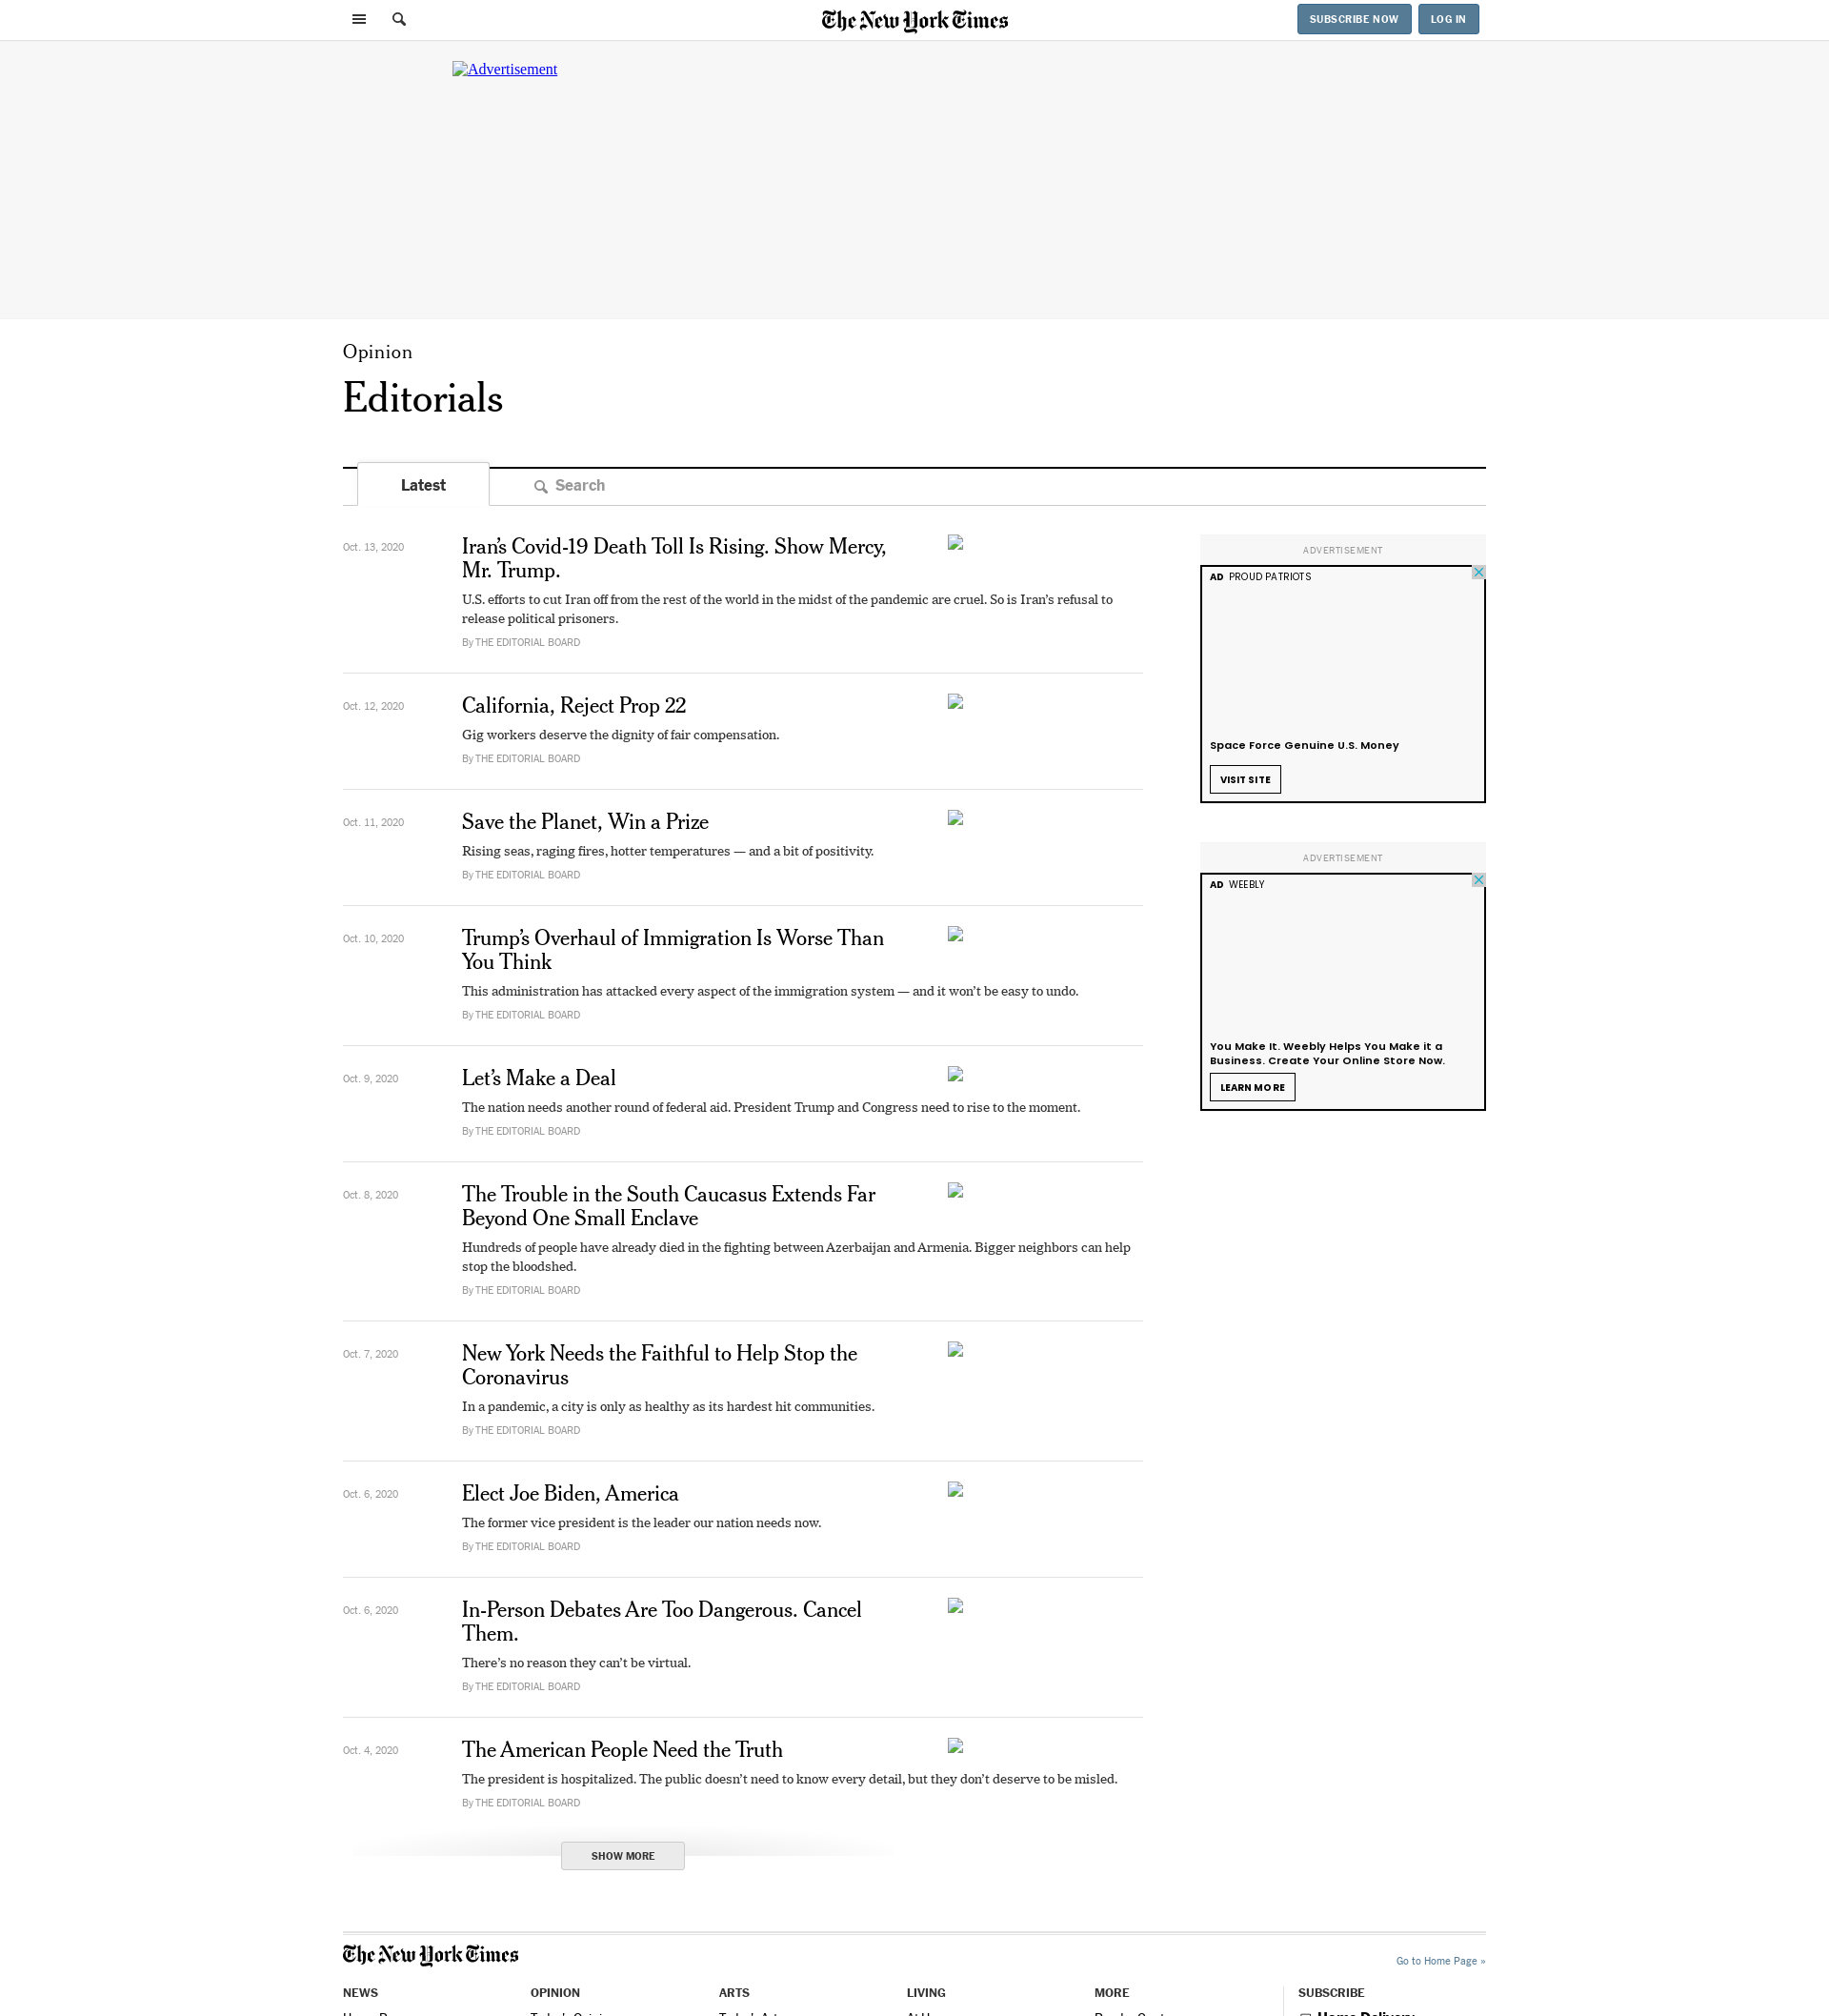 The New York Times
SUBSCRIBE NOW
LOG IN
Advertisement
Opinion
Editorials
Latest
Search
Oct. 13, 2020
Iran’s Covid-19 Death Toll Is Rising. Show Mercy,
Mr. Trump.
U.S. efforts to cut Iran off from the rest of the world in the midst of the pandemic are cruel. So is Iran’s refusal to
release political prisoners.
By THE EDITORIAL BOARD
Oct. 12, 2020
California, Reject Prop 22
Gig workers deserve the dignity of fair compensation.
By THE EDITORIAL BOARD
Oct. 11, 2020
Save the Planet, Win a Prize
Rising seas, raging fires, hotter temperatures — and a bit of positivity.
By THE EDITORIAL BOARD
Oct. 10, 2020
Trump’s Overhaul of Immigration Is Worse Than
You Think
This administration has attacked every aspect of the immigration system — and it won’t be easy to undo.
By THE EDITORIAL BOARD
Oct. 9, 2020
Let’s Make a Deal
The nation needs another round of federal aid. President Trump and Congress need to rise to the moment.
By THE EDITORIAL BOARD
Oct. 8, 2020
The Trouble in the South Caucasus Extends Far
Beyond One Small Enclave
Hundreds of people have already died in the fighting between Azerbaijan and Armenia. Bigger neighbors can help
stop the bloodshed.
By THE EDITORIAL BOARD
Oct. 7, 2020
New York Needs the Faithful to Help Stop the
Coronavirus
In a pandemic, a city is only as healthy as its hardest hit communities.
By THE EDITORIAL BOARD
Oct. 6, 2020
Elect Joe Biden, America
The former vice president is the leader our nation needs now.
By THE EDITORIAL BOARD
Oct. 6, 2020
In-Person Debates Are Too Dangerous. Cancel
Them.
There’s no reason they can’t be virtual.
By THE EDITORIAL BOARD
Oct. 4, 2020
The American People Need the Truth
The president is hospitalized. The public doesn’t need to know every detail, but they don’t deserve to be misled.
By THE EDITORIAL BOARD
SHOW MORE
ADVERTISEMENT
AD PROUD PATRIOTS
Space Force Genuine U.S. Money
VISIT SITE
ADVERTISEMENT
AD WEEBLY
You Make It. Weebly Helps You Make it a
Business. Create Your Online Store Now.
LEARN MORE
The New York Times
Go to Home Page »
NEWS
OPINION
ARTS
LIVING
MORE
SUBSCRIBE
Home Delivery